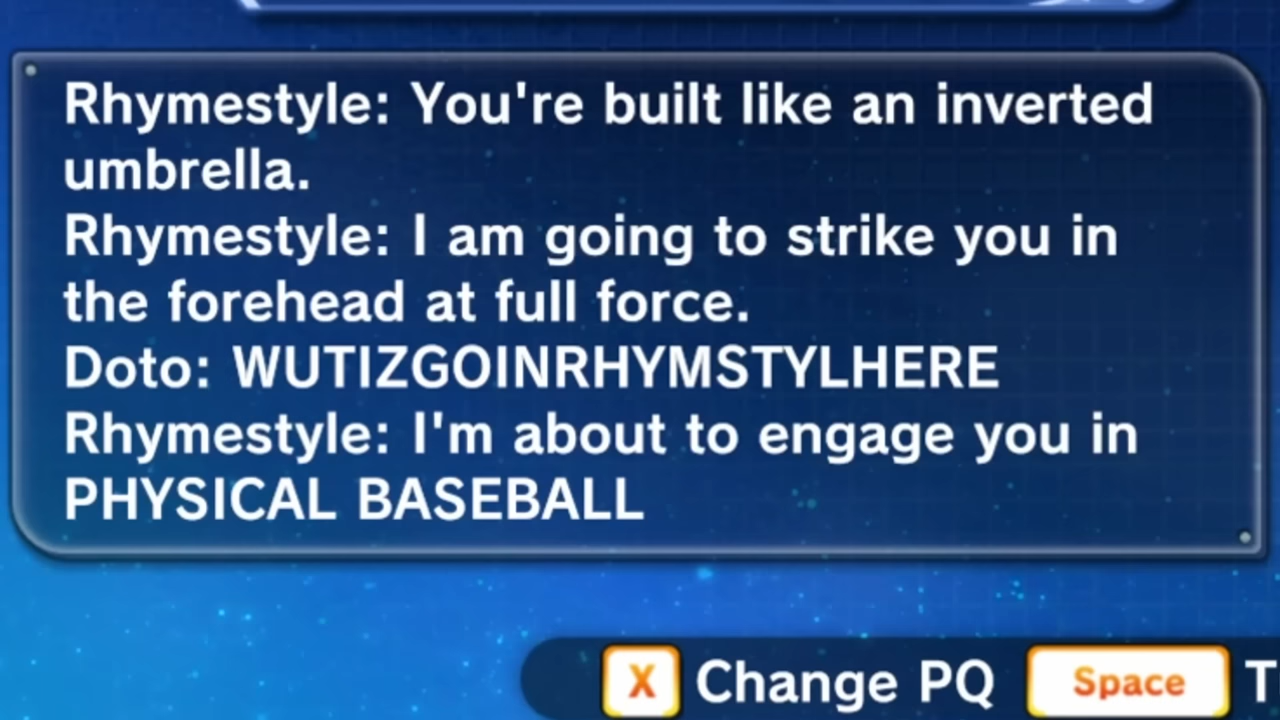 Rhymestyle: You're built like an inverted
umbrella.
Rhymestyle: I am going to strike you in
the forehead at full force.
Doto: WUTIZGOINRHYMSTYLHERE
Rhymestyle: I'm about to engage you in
PHYSICAL BASEBALL
X Change PQ Space T